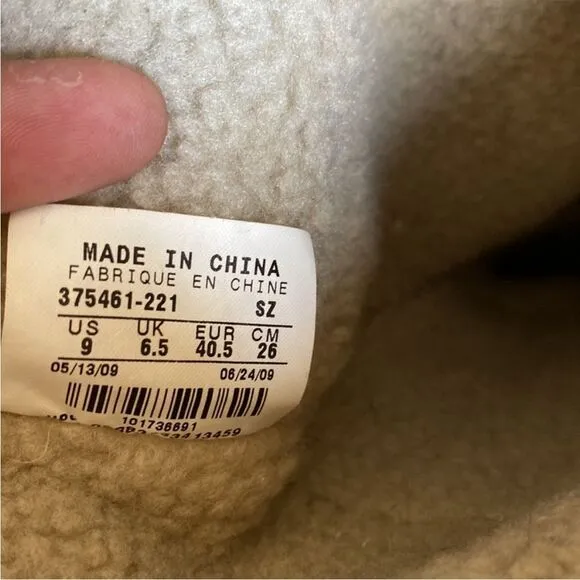 MADE IN CHINA
FABRIQUE EN CHINE
375461-221 SZ
US UK EUR CM
9 6.5 40.5 26
05/13/09 06/24/09
101736691